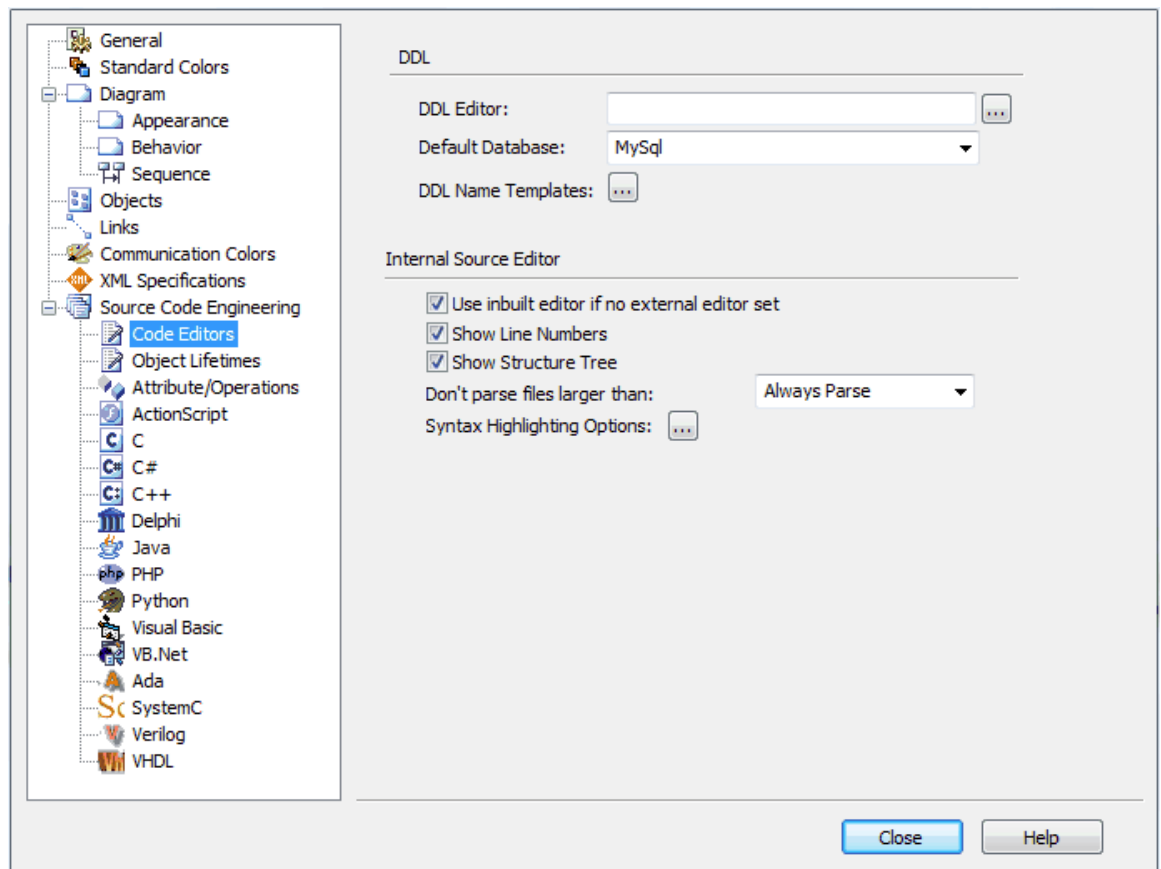 General
Standard Colors
Diagram
Appearance
Behavior
Sequence
Objects
Links
Communication Colors
XML Specifications
Source Code Engineering
Code Editors
Object Lifetimes
Attribute/Operations
ActionScript
C
C#
C++
Delphi
Java
PHP
Python
Visual Basic
VB.Net
Ada
SystemC
Verilog
VHDL
DDL
DDL Editor: ...
Default Database: MySql
DDL Name Templates: ...
Internal Source Editor
Use inbuilt editor if no external editor set
Show Line Numbers
Show Structure Tree
Don't parse files larger than: Always Parse
Syntax Highlighting Options: ...
Close Help